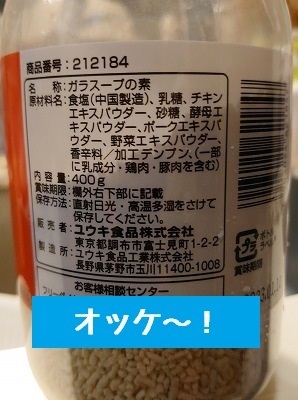 商品番号:212184
名　称:ガラスープの素
原材料名:食塩(中国製造)、乳糖、チキン
エキスパウダー、砂糖、酵母エ
キスパウダー、ポークエキスパ
ウダー、野菜エキスパウダー、
香辛料/加工デンプン、(一部
に乳成分・鶏肉・豚肉を含む)
内容量:400g
賞味期限:欄外右下部に記載
保存方法:直射日光・高温多湿をさけて
保存してください。
販売者:ユウキ食品株式会社
東京都調布市富士見町1-2-2
製造所:ユウキ食品株式会社
長野県茅野市玉川11400-1008
お客様相談センター
プラ
賞味期限
オッケ〜！